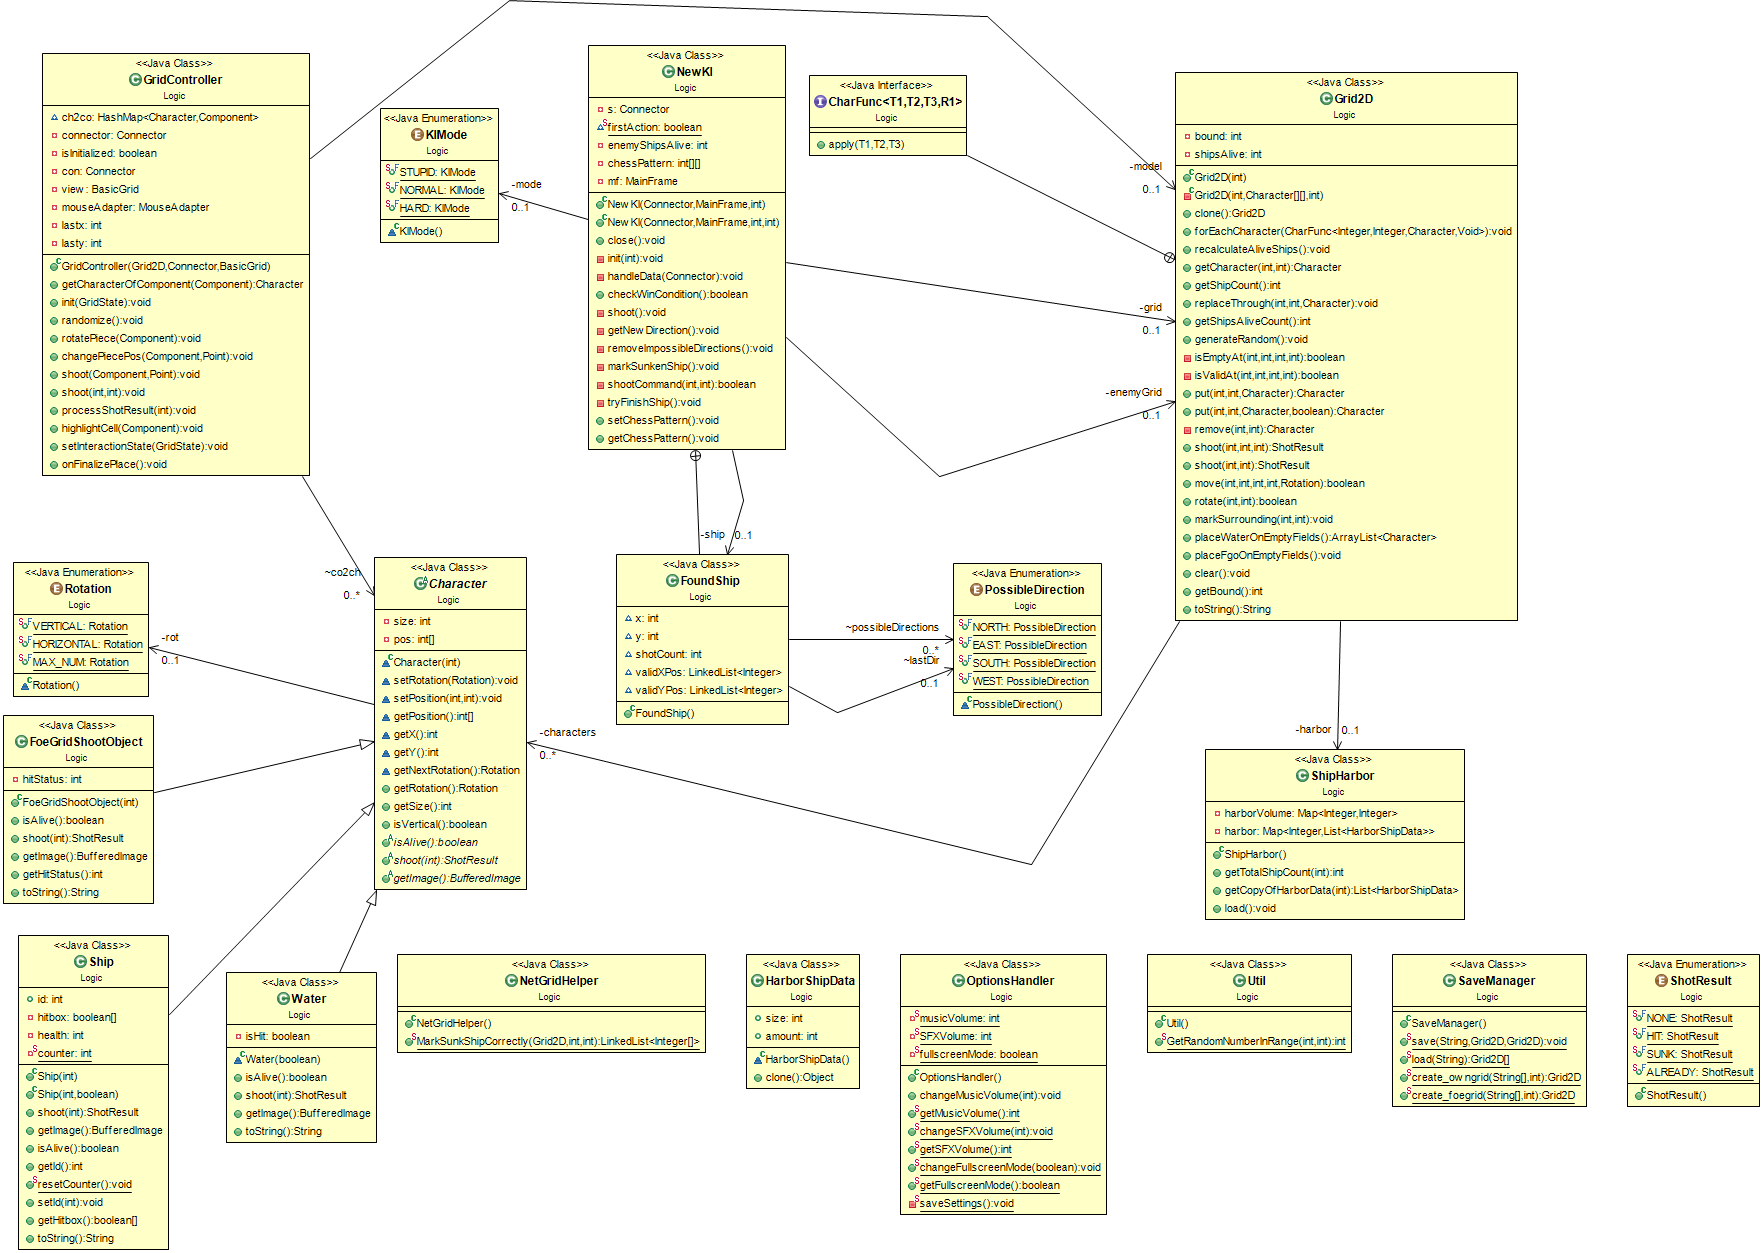 <<Java Class>>
GridController
Logic
ch2co: HashMap<Character,Component>
connector: Connector
isInitialized: boolean
con: Connector
view : BasicGrid
mouseAdapter: MouseAdapter
lastx: int
lasty: int
GridController(Grid2D,Connector,BasicGrid)
getCharacterOfComponent(Component):Character
init(GridState):void
randomize():void
rotatePiece(Component):void
changePiecePos(Component,Point):void
shoot(Component,Point):void
shoot(int,int):void
processShotResult(int):void
highlightCell(Component):void
setInteractionState(GridState):void
onFinalizePlace():void
<<Java Enumeration>>
KIMode
Logic
STUPID: KIMode
NORMAL: KIMode
HARD: KIMode
KIMode()
-mode
0..1
<<Java Class>>
NewKI
Logic
s: Connector
firstAction: boolean
enemyShipsAlive: int
chessPattern: int[][]
mf: MainFrame
NewKI(Connector,MainFrame,int)
NewKI(Connector,MainFrame,int,int)
close():void
init(int):void
handleData(Connector):void
checkWinCondition():boolean
shoot():void
getNewDirection():void
removeImpossibleDirections():void
markSunkenShip():void
shootCommand(int,int):boolean
tryFinishShip():void
setChessPattern():void
getChessPattern():void
<<Java Interface>>
CharFunc<T1,T2,T3,R1>
Logic
apply(T1,T2,T3)
-model
0..1
-grid
0..1
-enemyGrid
0..1
<<Java Class>>
Grid2D
Logic
bound: int
shipsAlive: int
Grid2D(int)
Grid2D(int,Character[][],int)
clone():Grid2D
forEachCharacter(CharFunc<Integer,Integer,Character,Void>):void
recalculateAliveShips():void
getCharacter(int,int):Character
getShipCount():int
replaceThrough(int,int,Character):void
getShipsAliveCount():int
generateRandom():void
isEmptyAt(int,int,int,int):boolean
isValidAt(int,int,int,int):boolean
put(int,int,Character):Character
put(int,int,Character,boolean):Character
remove(int,int):Character
shoot(int,int,int):ShotResult
shoot(int,int):ShotResult
move(int,int,int,int,Rotation):boolean
rotate(int,int):boolean
markSurrounding(int,int):void
placeWaterOnEmptyFields():ArrayList<Character>
placeFgoOnEmptyFields():void
clear():void
getBound():int
toString():String
-ship
0..1
~co2ch
0..*
<<Java Enumeration>>
Rotation
Logic
VERTICAL: Rotation
HORIZONTAL: Rotation
MAX_NUM: Rotation
Rotation()
-rot
0..1
<<Java Class>>
Character
Logic
size: int
pos: int[]
Character(int)
setRotation(Rotation):void
setPosition(int,int):void
getPosition():int[]
getX():int
getY():int
getNextRotation():Rotation
getRotation():Rotation
getSize():int
isVertical():boolean
isAlive():boolean
shoot(int):ShotResult
getImage():BufferedImage
<<Java Class>>
FoundShip
Logic
x: int
y: int
shotCount: int
validXPos: LinkedList<Integer>
validYPos: LinkedList<Integer>
FoundShip()
~possibleDirections
0..*
~lastDir
0..1
<<Java Enumeration>>
PossibleDirection
Logic
NORTH: PossibleDirection
EAST: PossibleDirection
SOUTH: PossibleDirection
WEST: PossibleDirection
PossibleDirection()
-characters
0..*
-harbor
0..1
<<Java Class>>
FoeGridShootObject
Logic
hitStatus: int
FoeGridShootObject(int)
isAlive():boolean
shoot(int):ShotResult
getImage():BufferedImage
getHitStatus():int
toString():String
<<Java Class>>
ShipHarbor
Logic
harborVolume: Map<Integer,Integer>
harbor: Map<Integer,List<HarborShipData>>
ShipHarbor()
getTotalShipCount(int):int
getCopyOfHarborData(int):List<HarborShipData>
load():void
<<Java Class>>
Ship
Logic
id: int
hitbox: boolean[]
health: int
counter: int
Ship(int)
Ship(int,boolean)
shoot(int):ShotResult
getImage():BufferedImage
isAlive():boolean
getId():int
resetCounter():void
setId(int):void
getHitbox():boolean[]
toString():String
<<Java Class>>
Water
Logic
isHit: boolean
Water(boolean)
isAlive():boolean
shoot(int):ShotResult
getImage():BufferedImage
toString():String
<<Java Class>>
NetGridHelper
Logic
NetGridHelper()
MarkSunkShipCorrectly(Grid2D,int,int):LinkedList<Integer[]>
<<Java Class>>
HarborShipData
Logic
size: int
amount: int
HarborShipData()
clone():Object
<<Java Class>>
OptionsHandler
Logic
musicVolume: int
SFXVolume: int
fullscreenMode: boolean
OptionsHandler()
changeMusicVolume(int):void
getMusicVolume():int
changeSFXVolume(int):void
getSFXVolume():int
changeFullscreenMode(boolean):void
getFullscreenMode():boolean
saveSettings():void
<<Java Class>>
Util
Logic
Util()
GetRandomNumberInRange(int,int):int
<<Java Class>>
SaveManager
Logic
SaveManager()
save(String,Grid2D,Grid2D):void
load(String):Grid2D[]
create_owngrid(String[],int):Grid2D
create_foegrid(String[],int):Grid2D
<<Java Enumeration>>
ShotResult
Logic
NONE: ShotResult
HIT: ShotResult
SUNK: ShotResult
ALREADY: ShotResult
ShotResult()